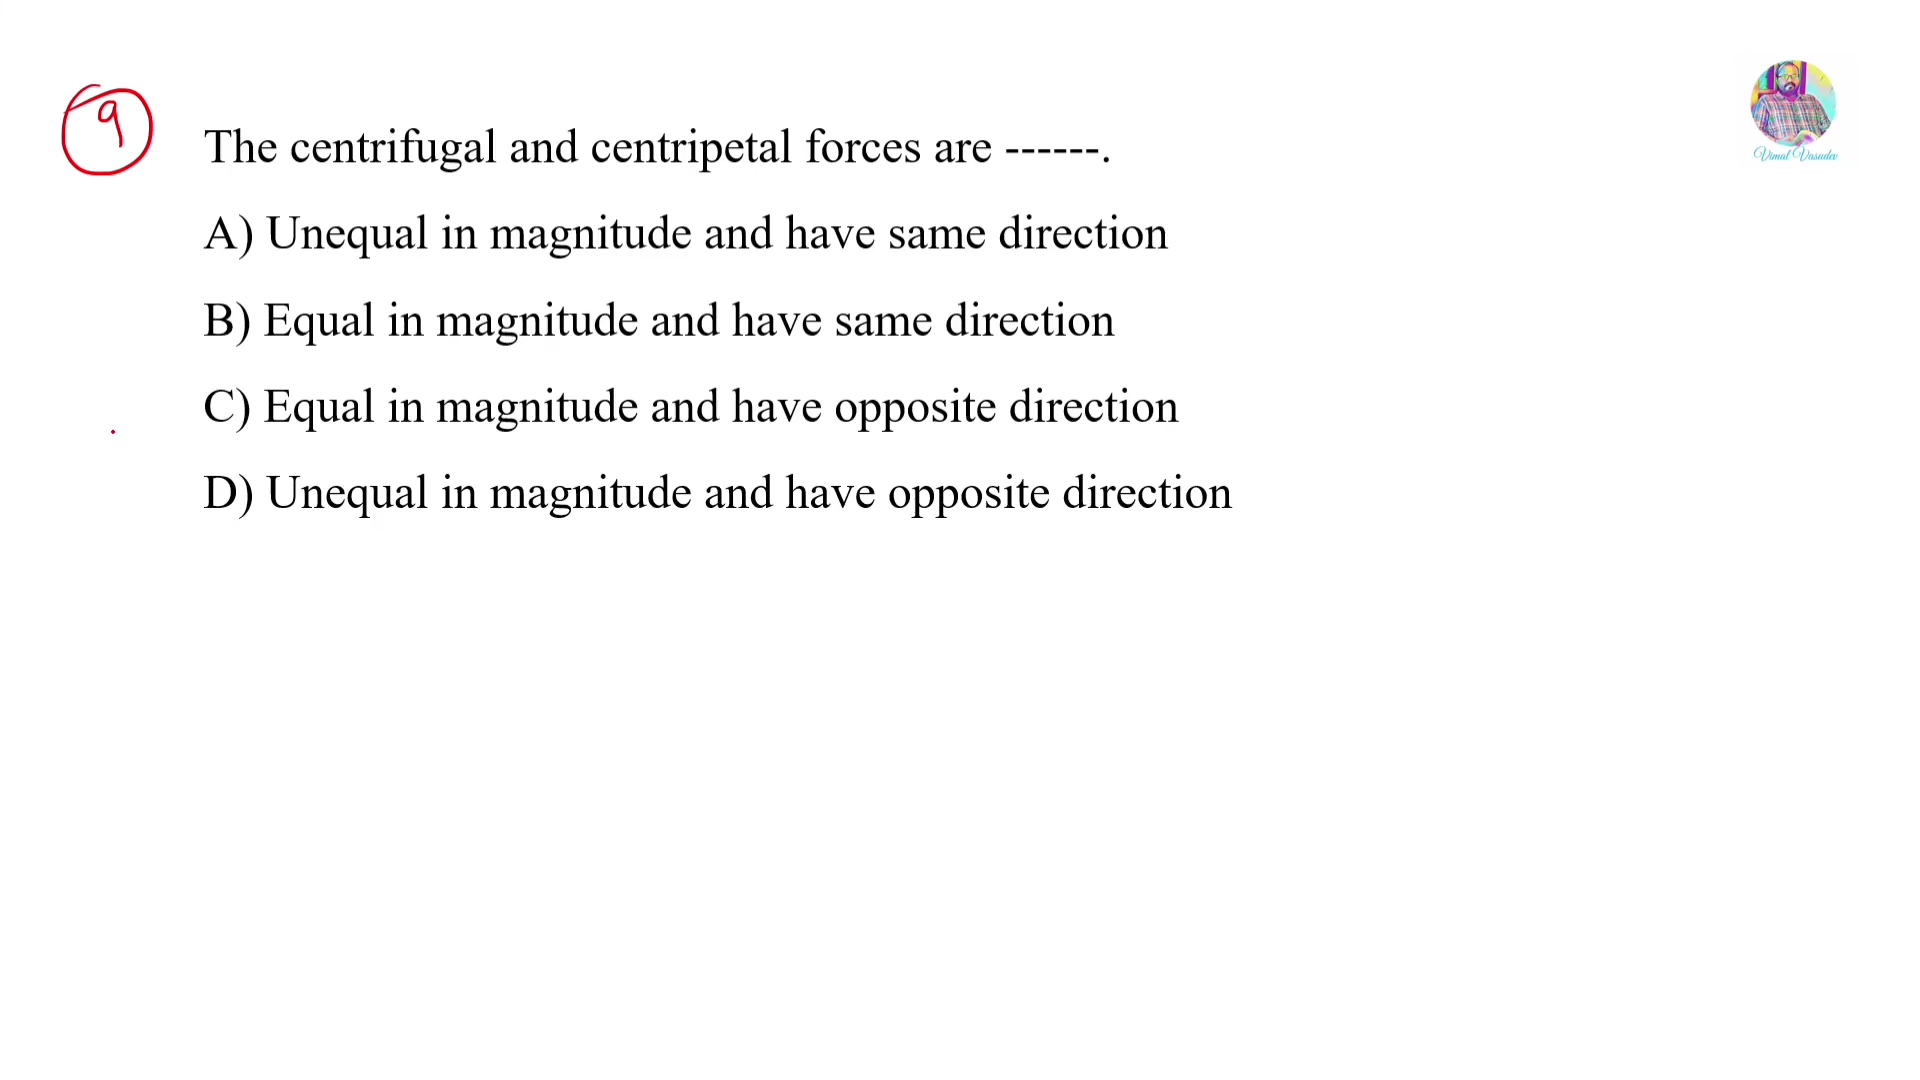 9
The centrifugal and centripetal forces are ------.
A) Unequal in magnitude and have same direction
B) Equal in magnitude and have same direction
C) Equal in magnitude and have opposite direction
D) Unequal in magnitude and have opposite direction
Vimal Vasudev